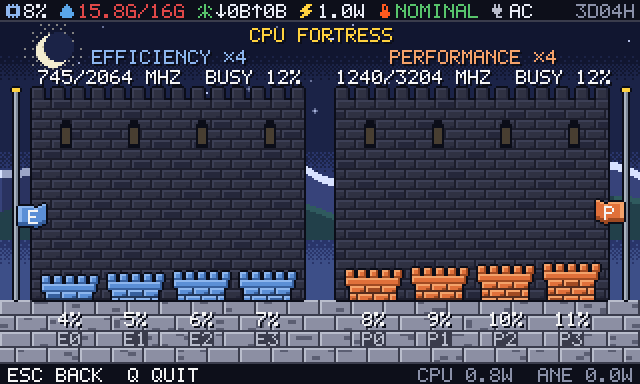 8% 15.8G/16G ↓0B↑0B 1.0W NOMINAL AC 3D04H
CPU FORTRESS
EFFICIENCY ×4 PERFORMANCE ×4
745/2064 MHZ BUSY 12% 1240/3204 MHZ BUSY 12%
E P
4% 5% 6% 7% 8% 9% 10% 11%
E0 E1 E2 E3 P0 P1 P2 P3
ESC BACK Q QUIT CPU 0.8W ANE 0.0W